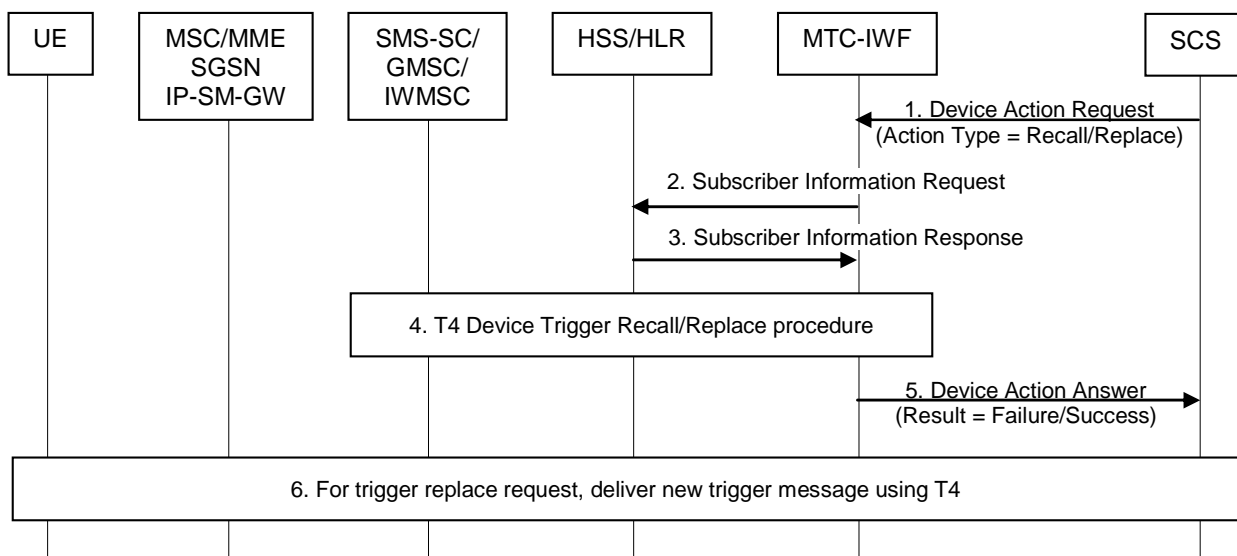 UE
MSC/MME
SGSN
IP-SM-GW
SMS-SC/
GMSC/
IWMSC
HSS/HLR
MTC-IWF
SCS
1. Device Action Request
(Action Type = Recall/Replace)
2. Subscriber Information Request
3. Subscriber Information Response
4. T4 Device Trigger Recall/Replace procedure
5. Device Action Answer
(Result = Failure/Success)
6. For trigger replace request, deliver new trigger message using T4